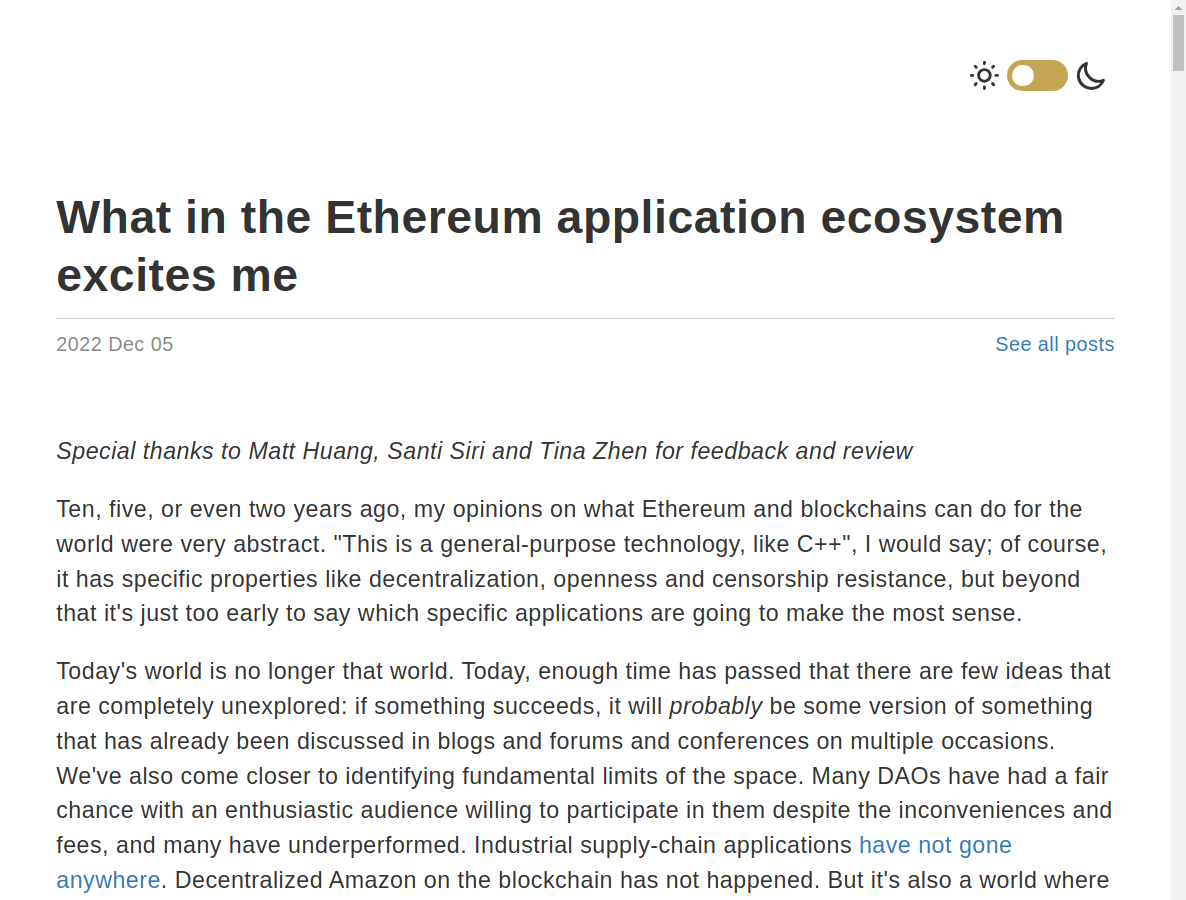 What in the Ethereum application ecosystem
excites me
2022 Dec 05
See all posts
Special thanks to Matt Huang, Santi Siri and Tina Zhen for feedback and review
Ten, five, or even two years ago, my opinions on what Ethereum and blockchains can do for the
world were very abstract. "This is a general-purpose technology, like C++", I would say; of course,
it has specific properties like decentralization, openness and censorship resistance, but beyond
that it's just too early to say which specific applications are going to make the most sense.
Today's world is no longer that world. Today, enough time has passed that there are few ideas that
are completely unexplored: if something succeeds, it will probably be some version of something
that has already been discussed in blogs and forums and conferences on multiple occasions.
We've also come closer to identifying fundamental limits of the space. Many DAOs have had a fair
chance with an enthusiastic audience willing to participate in them despite the inconveniences and
fees, and many have underperformed. Industrial supply-chain applications have not gone
anywhere. Decentralized Amazon on the blockchain has not happened. But it's also a world where